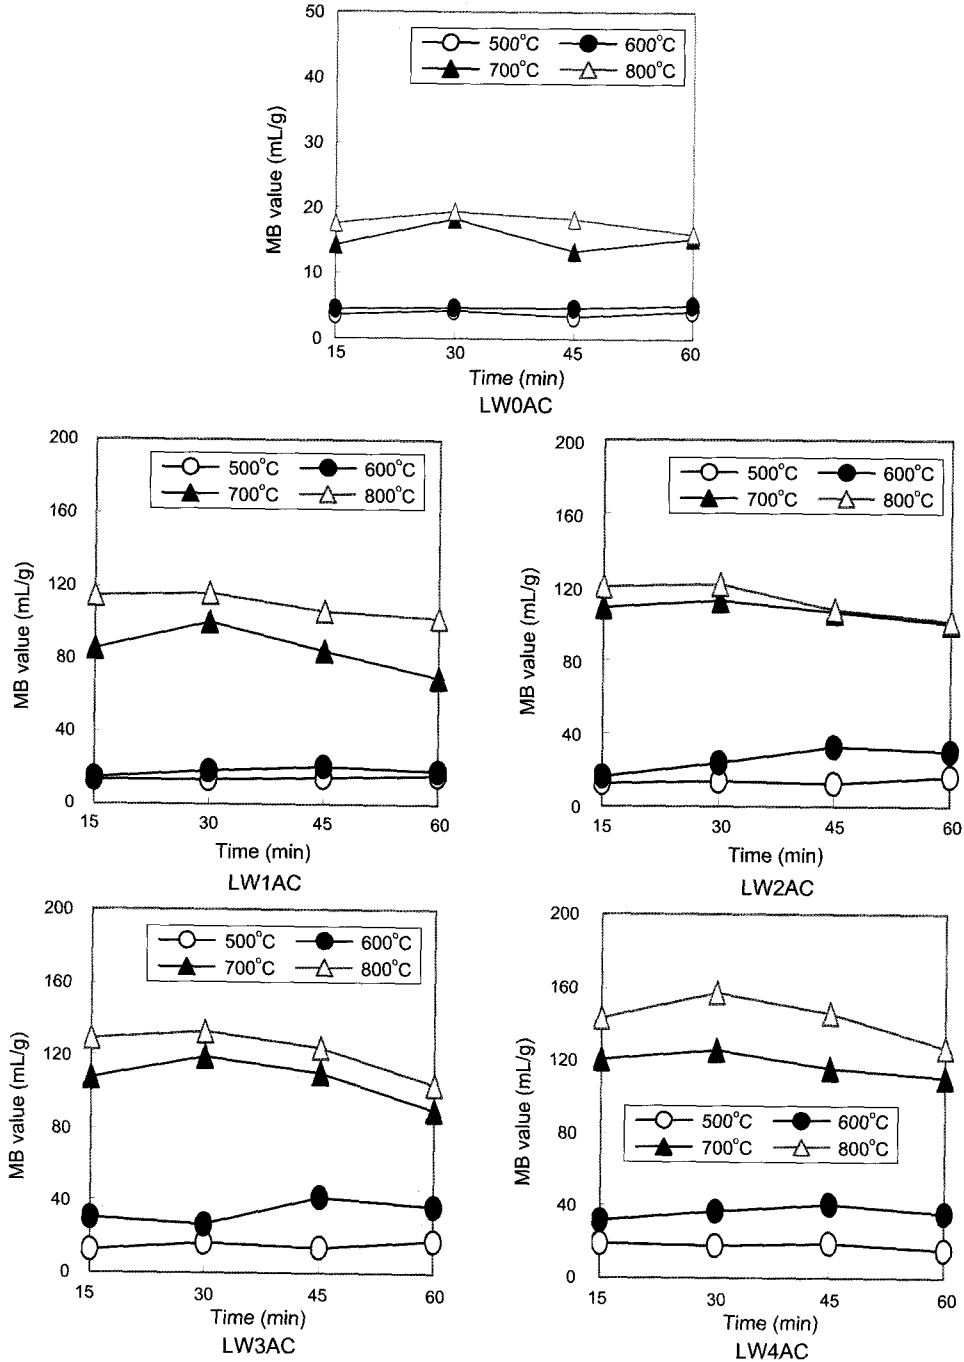 50
40
30
20
10
0
MB value (mL/g)
500°C 600°C
700°C 800°C
15 30 45 60
Time (min)
LW0AC
200
160
120
80
40
0
MB value (mL/g)
500°C 600°C
700°C 800°C
15 30 45 60
Time (min)
LW1AC
200
160
120
80
40
0
MB value (mL/g)
500°C 600°C
700°C 800°C
15 30 45 60
Time (min)
LW2AC
200
160
120
80
40
0
MB value (mL/g)
500°C 600°C
700°C 800°C
15 30 45 60
Time (min)
LW3AC
200
160
120
80
40
0
MB value (mL/g)
500°C 600°C
700°C 800°C
15 30 45 60
Time (min)
LW4AC